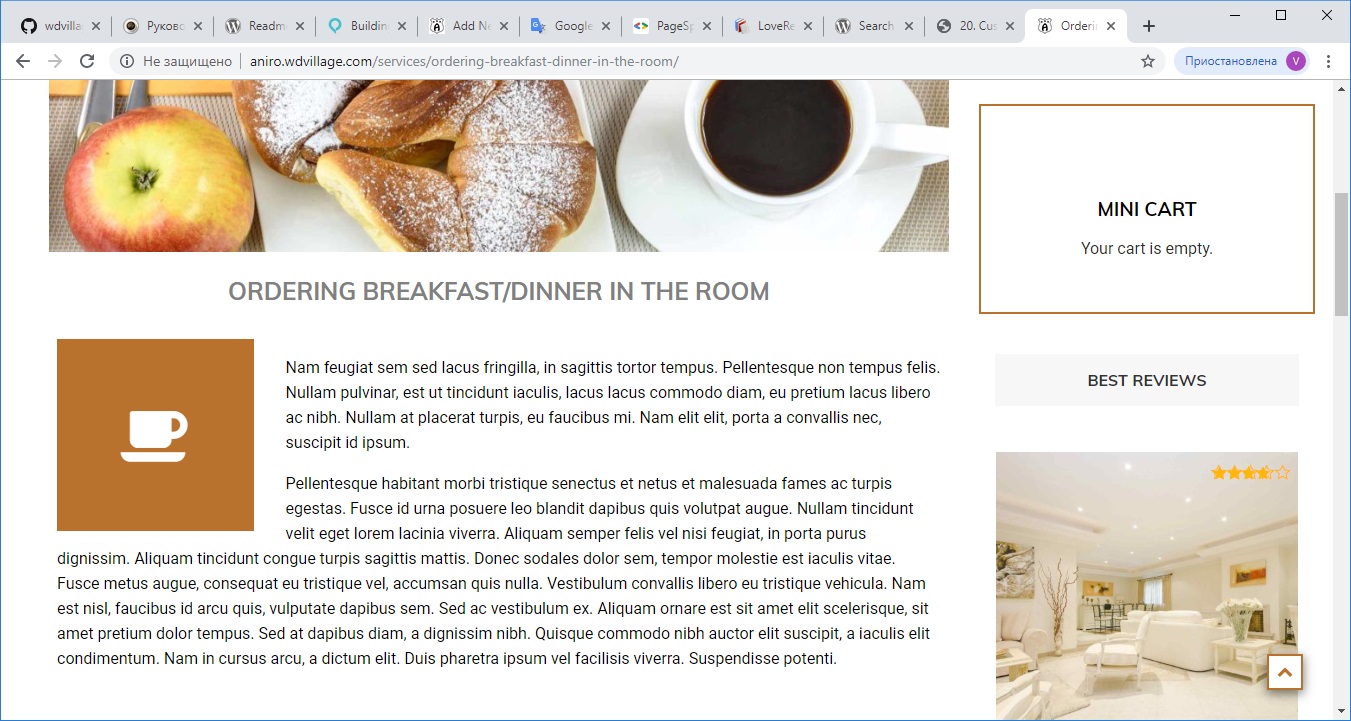 wdvilla
Руково
Readm
Building
Add Ne
Google
PageSp
LoveRe
Search
20. Cus
Orderin
Не защищено
aniro.wdvillage.com/services/ordering-breakfast-dinner-in-the-room/
Приостановлена
V
MINI CART
Your cart is empty.
ORDERING BREAKFAST/DINNER IN THE ROOM
Nam feugiat sem sed lacus fringilla, in sagittis tortor tempus. Pellentesque non tempus felis.
Nullam pulvinar, est ut tincidunt iaculis, lacus lacus commodo diam, eu pretium lacus libero
ac nibh. Nullam at placerat turpis, eu faucibus mi. Nam elit elit, porta a convallis nec,
suscipit id ipsum.
Pellentesque habitant morbi tristique senectus et netus et malesuada fames ac turpis
egestas. Fusce id urna posuere leo blandit dapibus quis volutpat augue. Nullam tincidunt
velit eget lorem lacinia viverra. Aliquam semper felis vel nisi feugiat, in porta purus
dignissim. Aliquam tincidunt congue turpis sagittis mattis. Donec sodales dolor sem, tempor molestie est iaculis vitae.
Fusce metus augue, consequat eu tristique vel, accumsan quis nulla. Vestibulum convallis libero eu tristique vehicula. Nam
est nisl, faucibus id arcu quis, vulputate dapibus sem. Sed ac vestibulum ex. Aliquam ornare est sit amet elit scelerisque, sit
amet pretium dolor tempus. Sed at dapibus diam, a dignissim nibh. Quisque commodo nibh auctor elit suscipit, a iaculis elit
condimentum. Nam in cursus arcu, a dictum elit. Duis pharetra ipsum vel facilisis viverra. Suspendisse potenti.
BEST REVIEWS